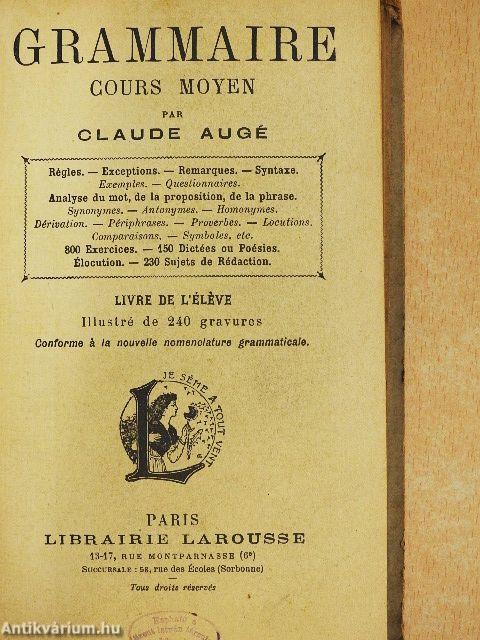 GRAMMAIRE
COURS MOYEN
PAR
CLAUDE AUGÉ
Règles. — Exceptions. — Remarques. — Syntaxe.
Exemples. — Questionnaires.
Analyse du mot, de la proposition, de la phrase.
Synonymes. — Antonymes. — Homonymes.
Dérivation. — Périphrases. — Proverbes. — Locutions.
Comparaisons. — Symboles, etc.
800 Exercices. — 150 Dictées ou Poésies.
Élocution. — 230 Sujets de Rédaction.
LIVRE DE L'ÉLÈVE
Illustré de 240 gravures
Conforme à la nouvelle nomenclature grammaticale.
JE SÈME A TOUT VENT
L
PARIS
LIBRAIRIE LAROUSSE
13-17, RUE MONTPARNASSE (6e)
SUCCURSALE : 58, rue des Écoles (Sorbonne)
Tous droits réservés
Antikvárium.hu